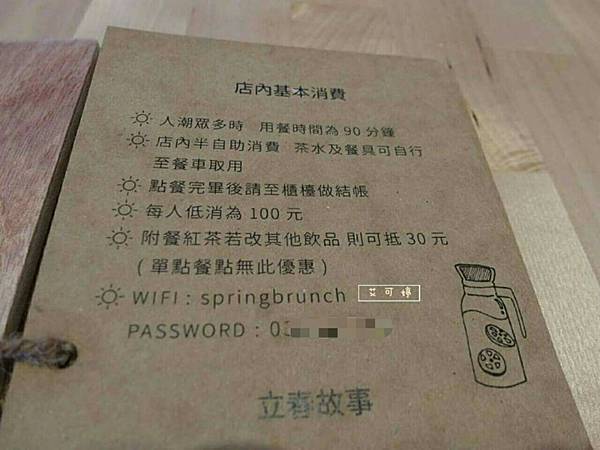 店內基本消費
人潮眾多時 用餐時間為 90 分鐘
店內半自助消費 茶水及餐具可自行
至餐車取用
點餐完畢後請至櫃檯做結帳
每人低消為 100 元
附餐紅茶若改其他飲品 則可抵 30 元
(單點餐點無此優惠)
WIFI : springbrunch 艾可婷
PASSWORD : 0
立春故事